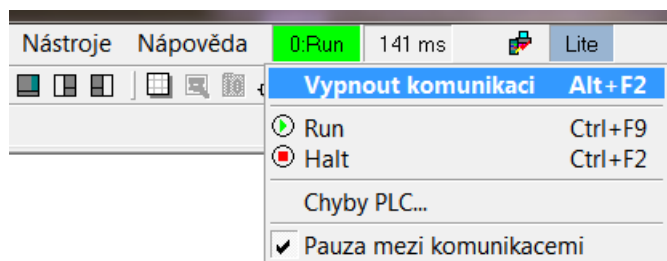 Nástroje Nápověda 0:Run 141 ms Lite
Vypnout komunikaci Alt+F2
Run Ctrl+F9
Halt Ctrl+F2
Chyby PLC...
Pauza mezi komunikacemi